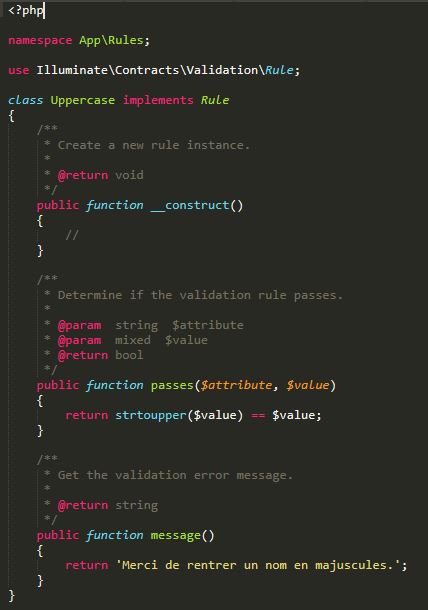 <?php
namespace App\Rules;
use Illuminate\Contracts\Validation\Rule;
class Uppercase implements Rule
{
    /**
     * Create a new rule instance.
     *
     * @return void
     */
    public function __construct()
    {
        //
    }
    /**
     * Determine if the validation rule passes.
     *
     * @param  string  $attribute
     * @param  mixed  $value
     * @return bool
     */
    public function passes($attribute, $value)
    {
        return strtoupper($value) == $value;
    }
    /**
     * Get the validation error message.
     *
     * @return string
     */
    public function message()
    {
        return 'Merci de rentrer un nom en majuscules.';
    }
}